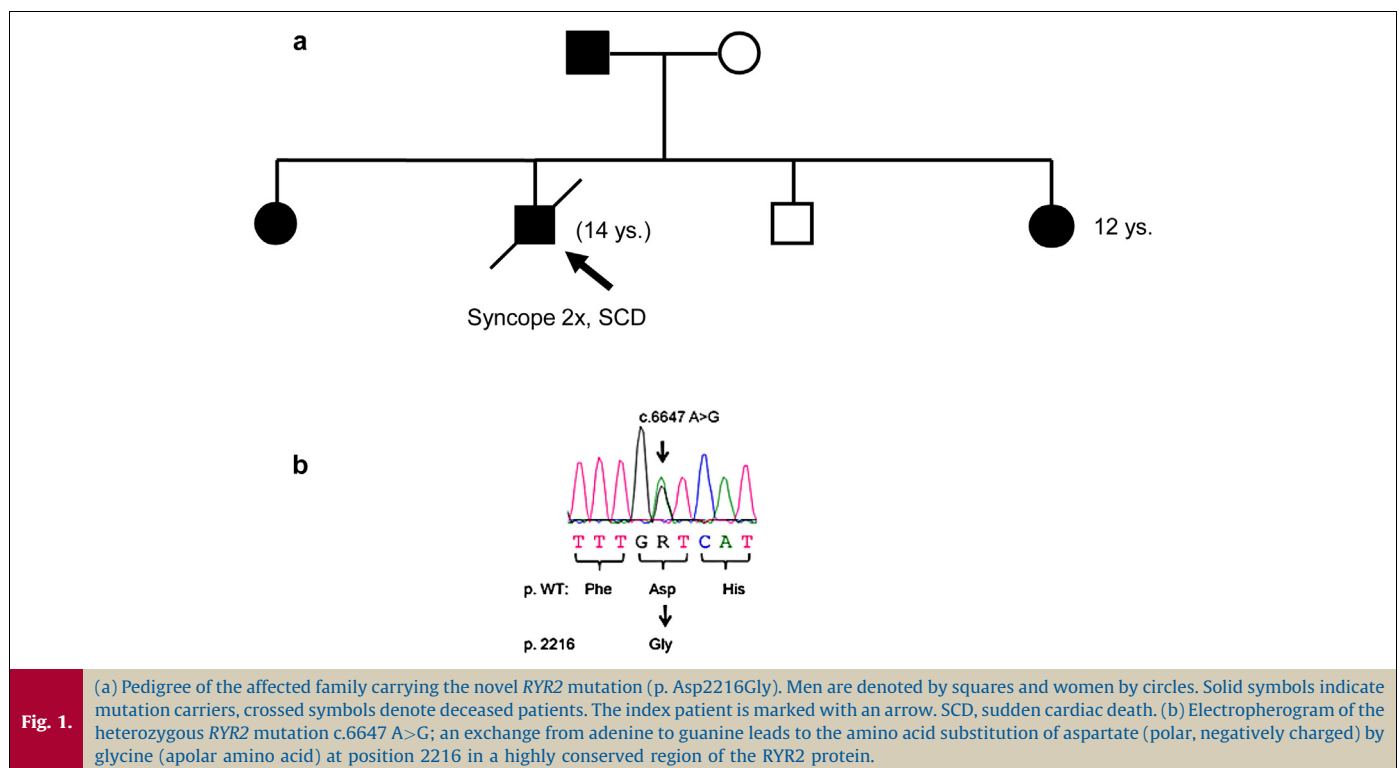 a
(14 ys.)
12 ys.
Syncope 2x, SCD
b
c.6647 A>G
T T T G R T C A T
p. WT: Phe Asp His
p. 2216 Gly
Fig. 1.
(a) Pedigree of the affected family carrying the novel RYR2 mutation (p. Asp2216Gly). Men are denoted by squares and women by circles. Solid symbols indicate
mutation carriers, crossed symbols denote deceased patients. The index patient is marked with an arrow. SCD, sudden cardiac death. (b) Electropherogram of the
heterozygous RYR2 mutation c.6647 A>G; an exchange from adenine to guanine leads to the amino acid substitution of aspartate (polar, negatively charged) by
glycine (apolar amino acid) at position 2216 in a highly conserved region of the RYR2 protein.